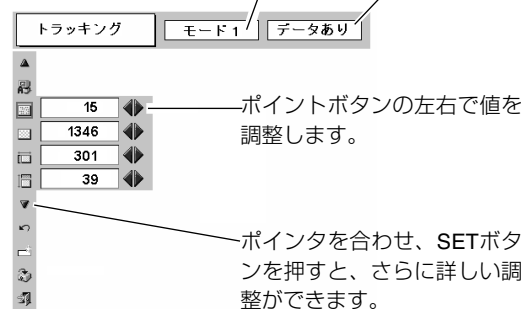 トラッキング モード1 データあり
15
ポイントボタンの左右で値を
調整します。
1346
301
39
ポインタを合わせ、SETボタ
ンを押すと、さらに詳しい調
整ができます。